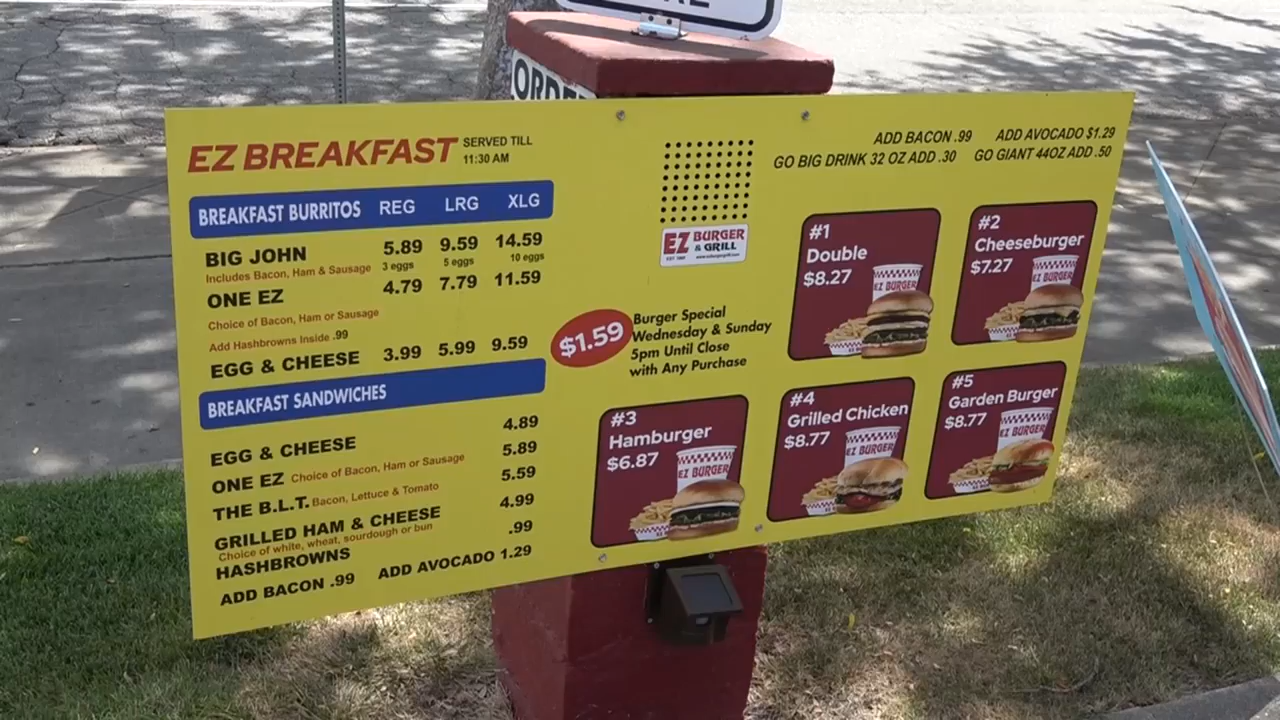 ORDE
EZ BREAKFAST SERVED TILL
11:30 AM
BREAKFAST BURRITOS REG LRG XLG
BIG JOHN 5.89 9.59 14.59
Includes Bacon, Ham & Sausage 3 eggs 5 eggs 10 eggs
ONE EZ 4.79 7.79 11.59
Choice of Bacon, Ham or Sausage
Add Hashbrowns Inside .99
EGG & CHEESE 3.99 5.99 9.59
BREAKFAST SANDWICHES
EGG & CHEESE 4.89
ONE EZ Choice of Bacon, Ham or Sausage 5.89
THE B.L.T. Bacon, Lettuce & Tomato 5.59
GRILLED HAM & CHEESE 4.99
Choice of white, wheat, sourdough or bun
HASHBROWNS .99
ADD BACON .99 ADD AVOCADO 1.29
EZ BURGER
& GRILL
$1.59
Burger Special
Wednesday & Sunday
5pm Until Close
with Any Purchase
ADD BACON .99 ADD AVOCADO $1.29
GO BIG DRINK 32 OZ ADD .30 GO GIANT 44OZ ADD .50
#1
Double
$8.27
EZ BURGER
#2
Cheeseburger
$7.27
EZ BURGER
#3
Hamburger
$6.87
EZ BURGER
#4
Grilled Chicken
$8.77
EZ BURGER
#5
Garden Burger
$8.77
EZ BURGER